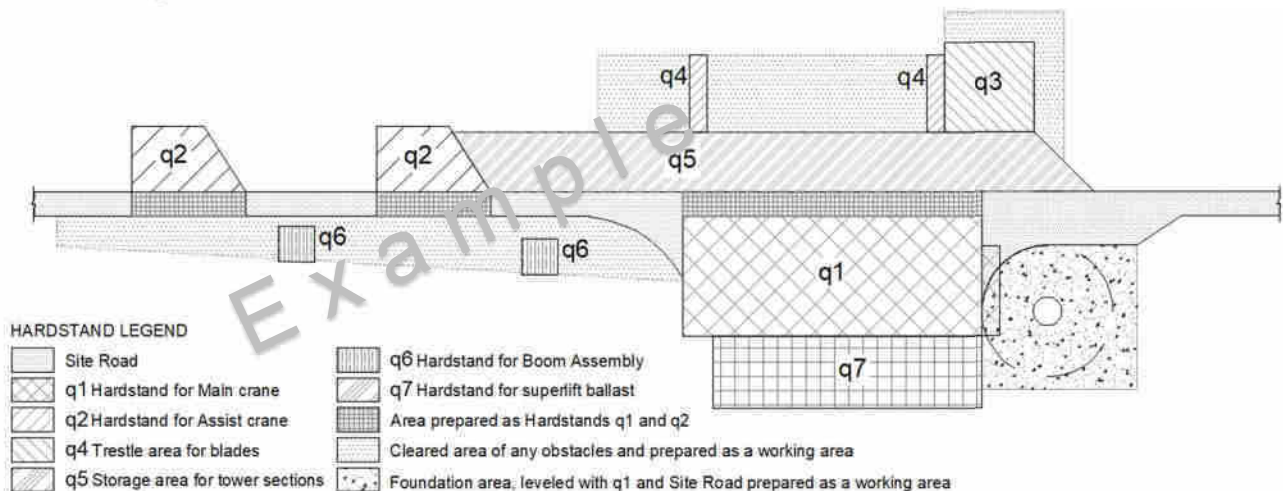 q4
q4
q3
q2
q2
q5
q6
q6
q1
q7
Example
HARDSTAND LEGEND
Site Road
q1 Hardstand for Main crane
q2 Hardstand for Assist crane
q4 Trestle area for blades
q5 Storage area for tower sections
q6 Hardstand for Boom Assembly
q7 Hardstand for superlift ballast
Area prepared as Hardstands q1 and q2
Cleared area of any obstacles and prepared as a working area
Foundation area, leveled with q1 and Site Road prepared as a working area